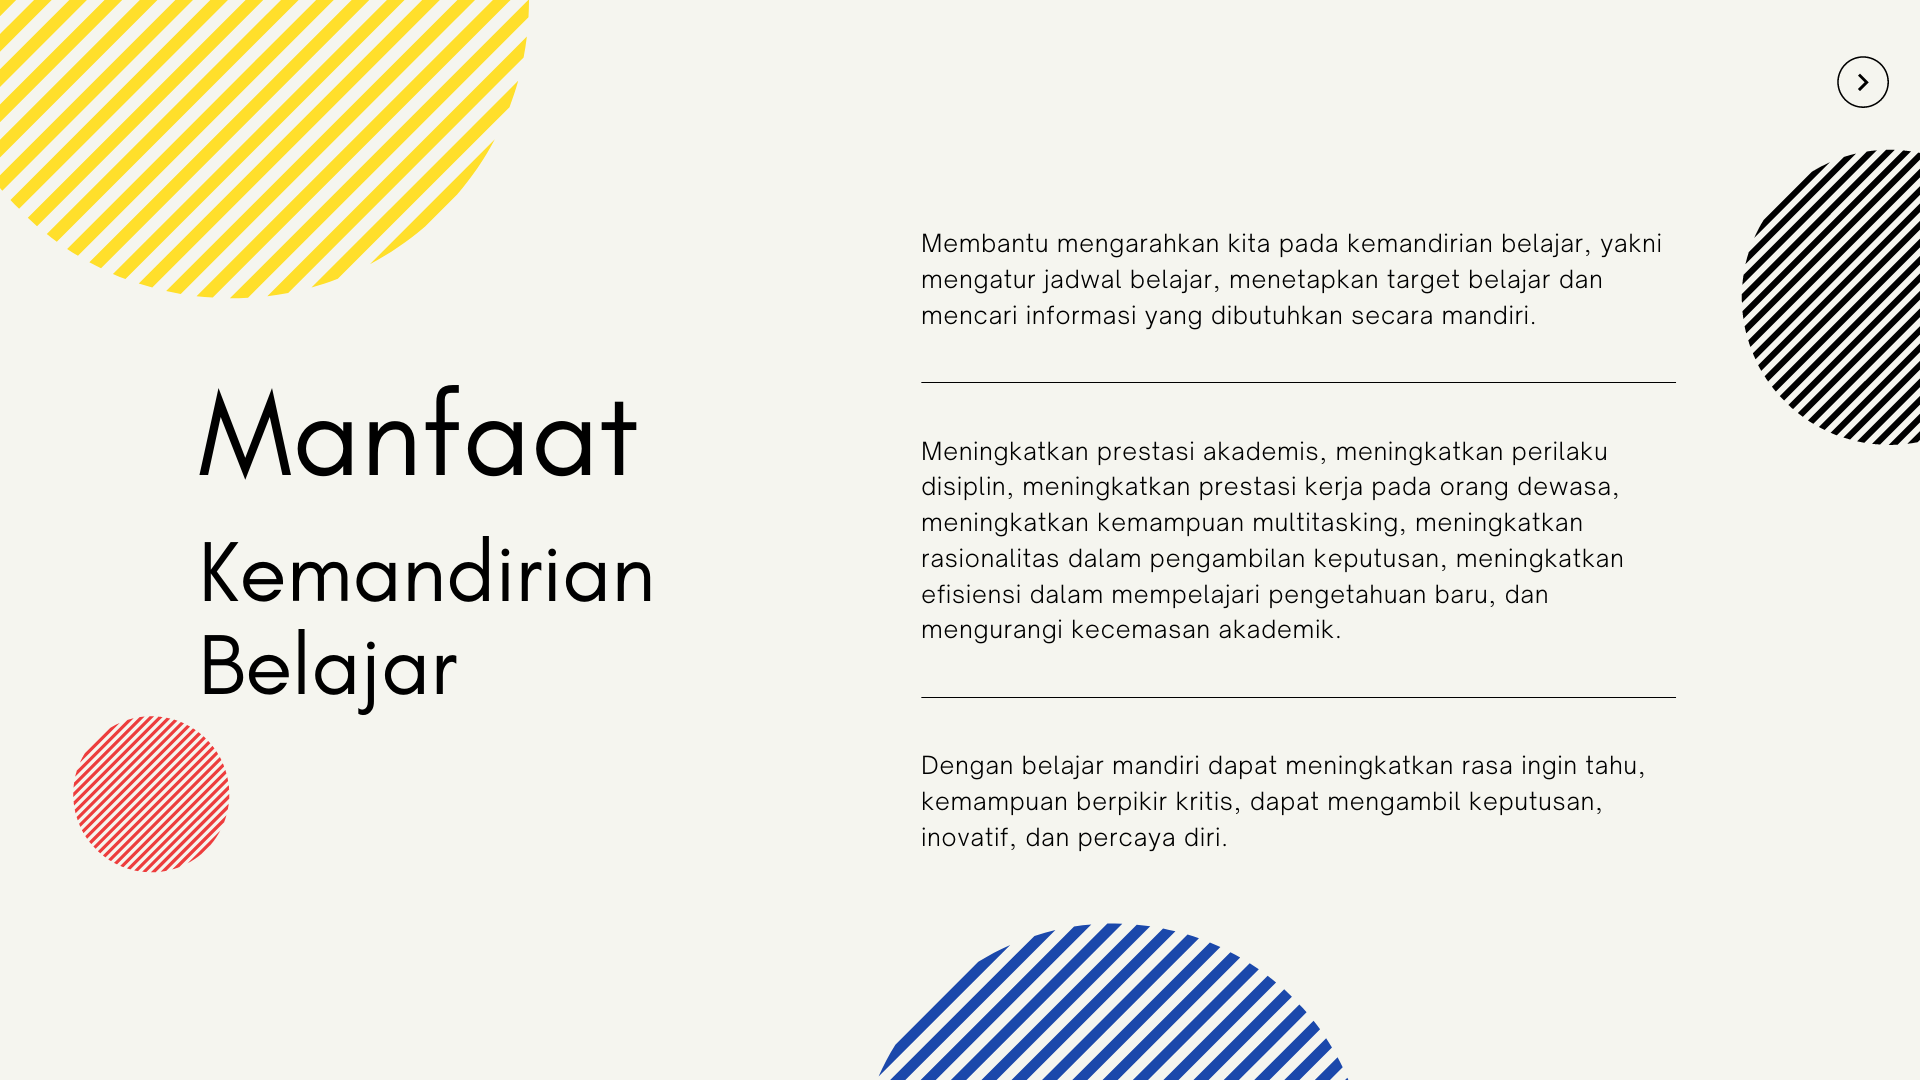 Manfaat
Kemandirian
Belajar
Membantu mengarahkan kita pada kemandirian belajar, yakni
mengatur jadwal belajar, menetapkan target belajar dan
mencari informasi yang dibutuhkan secara mandiri.
Meningkatkan prestasi akademis, meningkatkan perilaku
disiplin, meningkatkan prestasi kerja pada orang dewasa,
meningkatkan kemampuan multitasking, meningkatkan
rasionalitas dalam pengambilan keputusan, meningkatkan
efisiensi dalam mempelajari pengetahuan baru, dan
mengurangi kecemasan akademik.
Dengan belajar mandiri dapat meningkatkan rasa ingin tahu,
kemampuan berpikir kritis, dapat mengambil keputusan,
inovatif, dan percaya diri.